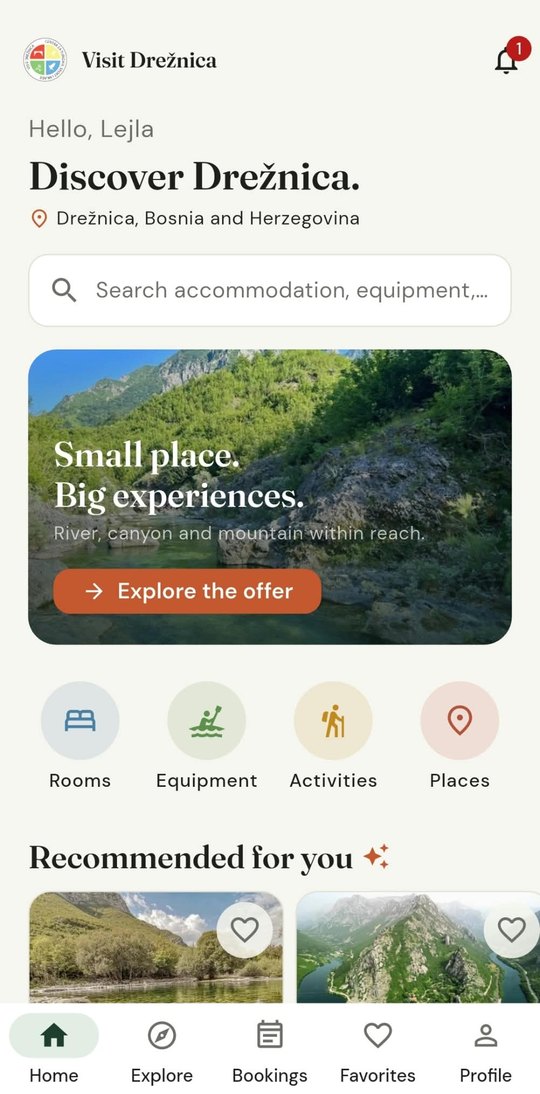 Visit Drežnica
1
Hello, Lejla
Discover Drežnica.
Drežnica, Bosnia and Herzegovina
Search accommodation, equipment,...
Small place.
Big experiences.
River, canyon and mountain within reach.
Explore the offer
Rooms
Equipment
Activities
Places
Recommended for you
Home
Explore
Bookings
Favorites
Profile